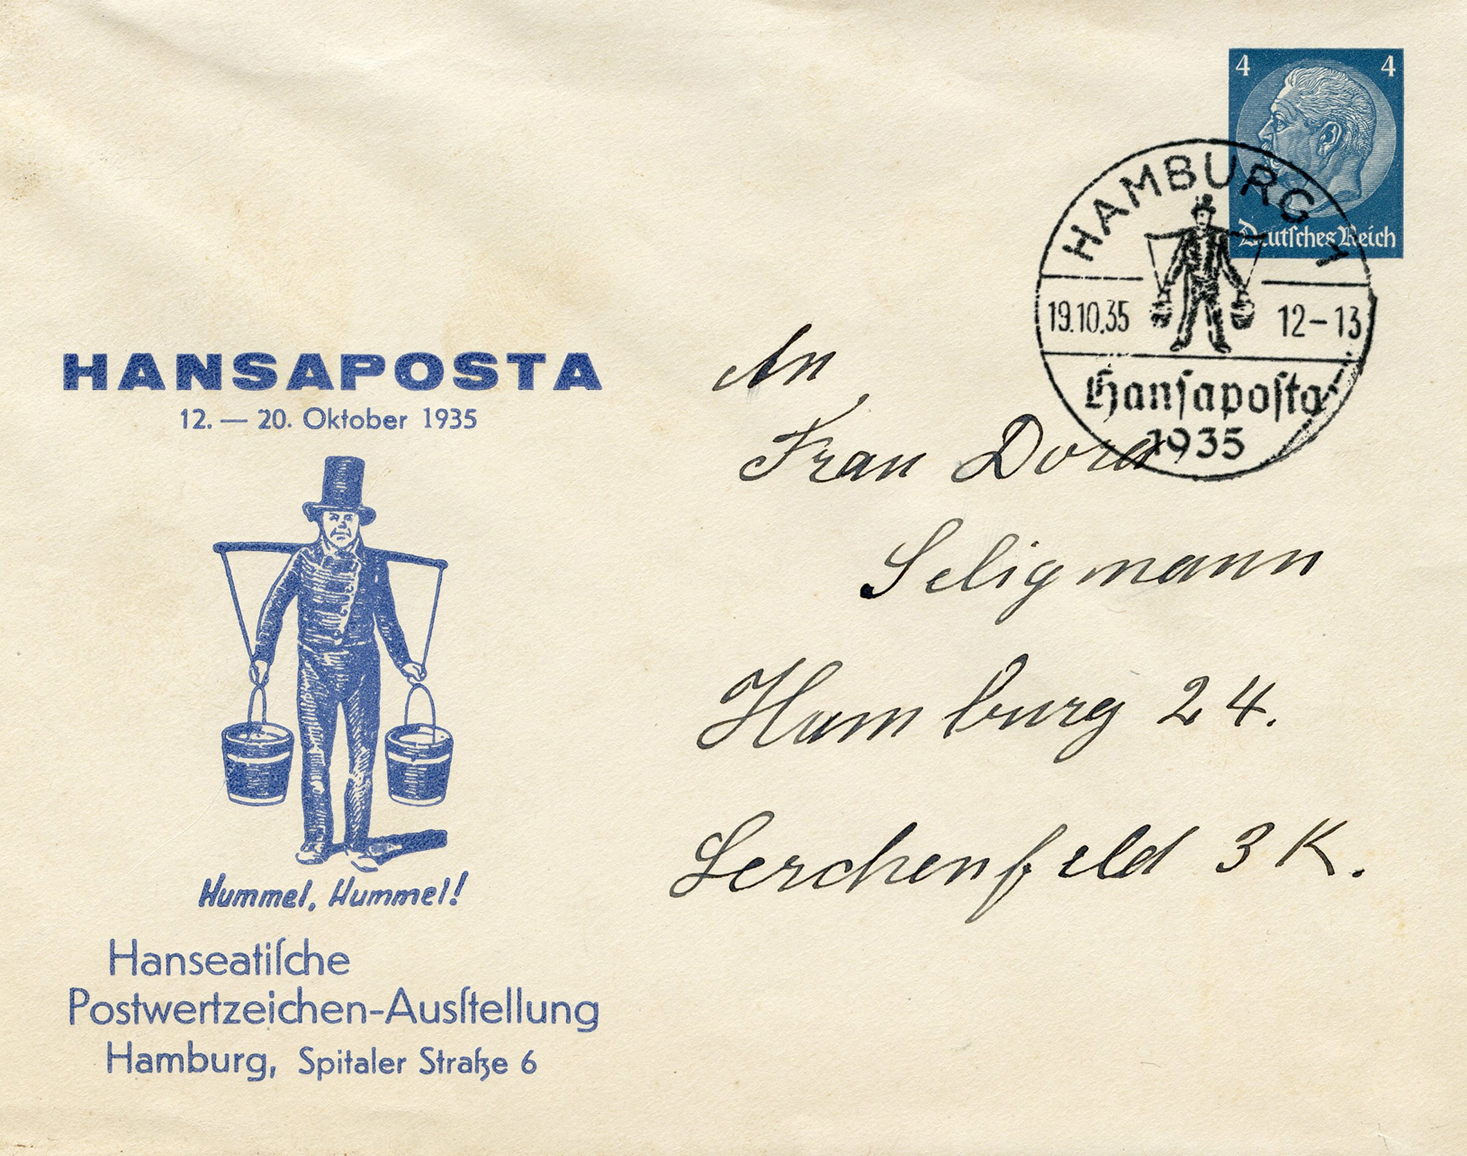 4 4
Deutsches Reich
HAMBURG 1
19.10.35 12-13
Hansaposta
1935
HANSAPOSTA
12. — 20. Oktober 1935
Hummel, Hummel!
Hanseatiſche
Postwertzeichen-Ausſtellung
Hamburg, Spitaler Straße 6
An
Frau Dora
Seligmann
Hamburg 24.
Lerchenfeld 3 K.